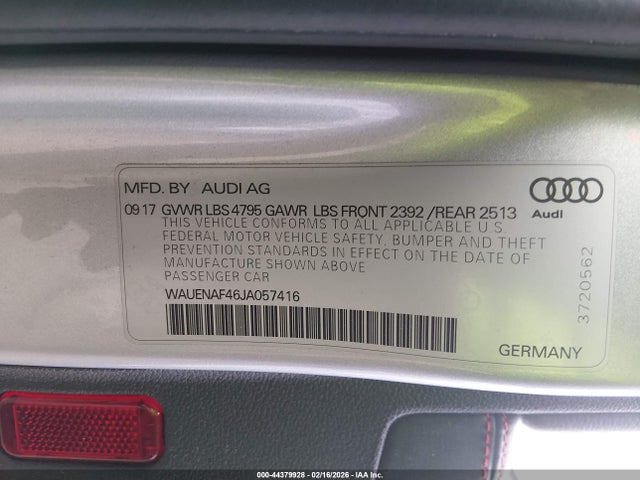 MFD. BY AUDI AG
Audi
09 17 GVWR LBS 4795 GAWR LBS FRONT 2392 /REAR 2513
THIS VEHICLE CONFORMS TO ALL APPLICABLE U.S.
FEDERAL MOTOR VEHICLE SAFETY, BUMPER AND THEFT
PREVENTION STANDARDS IN EFFECT ON THE DATE OF
MANUFACTURE SHOWN ABOVE
PASSENGER CAR
WAUENAF46JA057416
3720562
GERMANY
000-44379928 - 02/16/2026 - IAAI.com